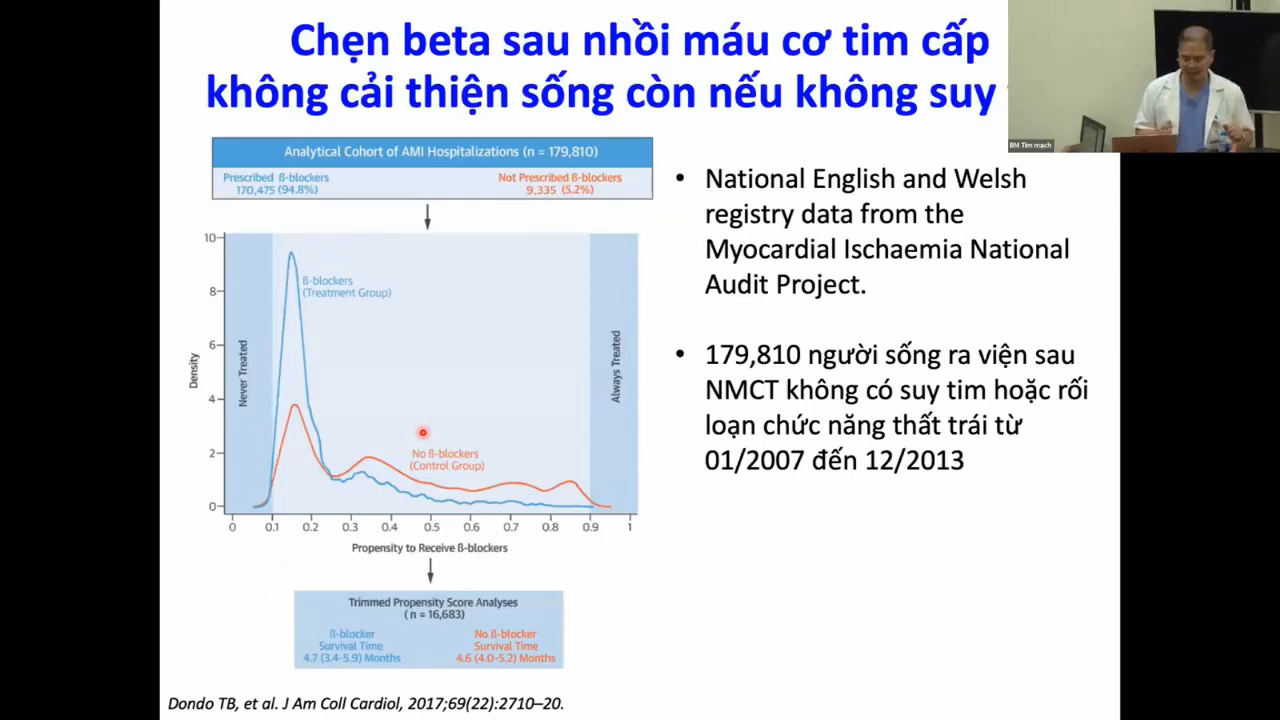 Chẹn beta sau nhồi máu cơ tim cấp
không cải thiện sống còn nếu không suy
BM Tim mạch
Analytical Cohort of AMI Hospitalizations (n = 179,810)
Prescribed ß-blockers
170,475 (94.8%)
Not Prescribed ß-blockers
9,335 (5.2%)
10
8
6
4
2
0
Density
Never Treated
ß-blockers
(Treatment Group)
No ß-blockers
(Control Group)
Always Treated
0 0.1 0.2 0.3 0.4 0.5 0.6 0.7 0.8 0.9 1
Propensity to Receive ß-blockers
Trimmed Propensity Score Analyses
( n = 16,683)
ß-blocker
Survival Time
4.7 (3.4-5.9) Months
No ß-blocker
Survival Time
4.6 (4.0-5.2) Months
• National English and Welsh
registry data from the
Myocardial Ischaemia National
Audit Project.
• 179,810 người sống ra viện sau
NMCT không có suy tim hoặc rối
loạn chức năng thất trái từ
01/2007 đến 12/2013
Dondo TB, et al. J Am Coll Cardiol, 2017;69(22):2710–20.